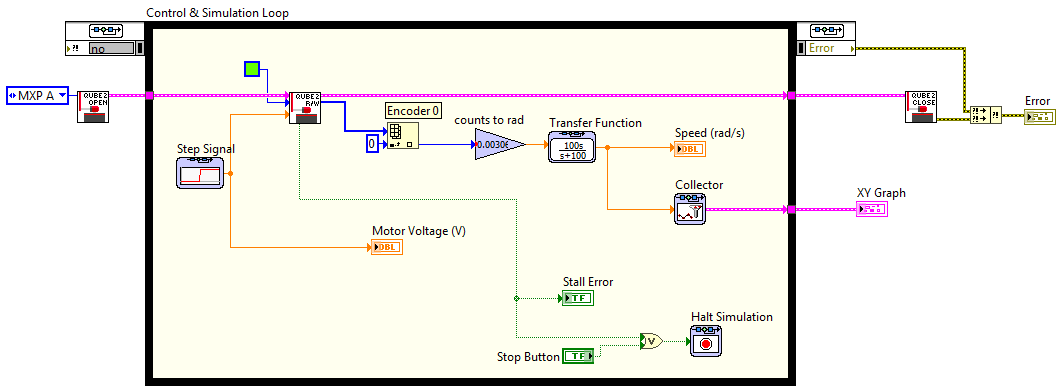 Control & Simulation Loop
?! no
Error
MXP A
QUBE2
OPEN
QUBE2
R/W
QUBE2
CLOSE
Encoder 0
0
counts to rad
0.00306
Transfer Function
100s
s+100
Speed (rad/s)
DBL
Error
?!
Step Signal
Collector
XY Graph
Motor Voltage (V)
DBL
Stall Error
TF
Halt Simulation
V
Stop Button
TF